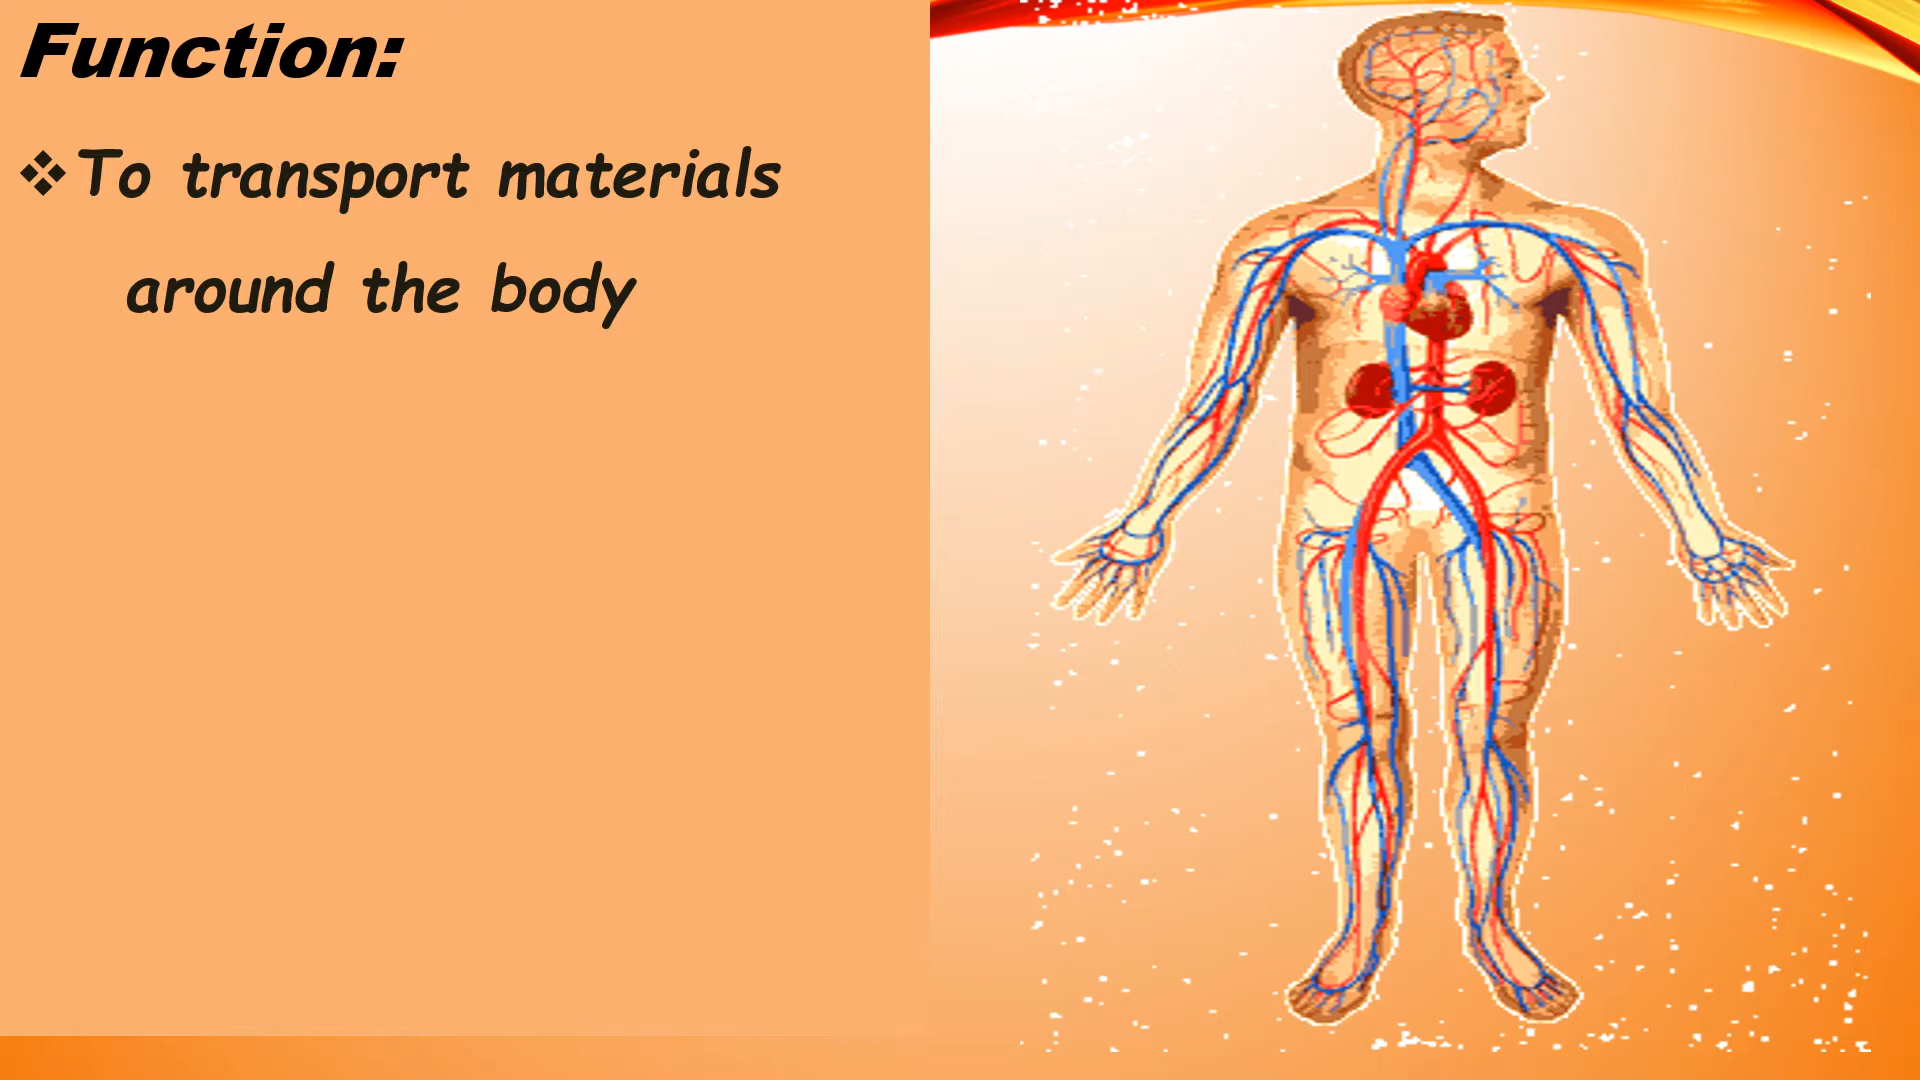 Function:
❖To transport materials
around the body